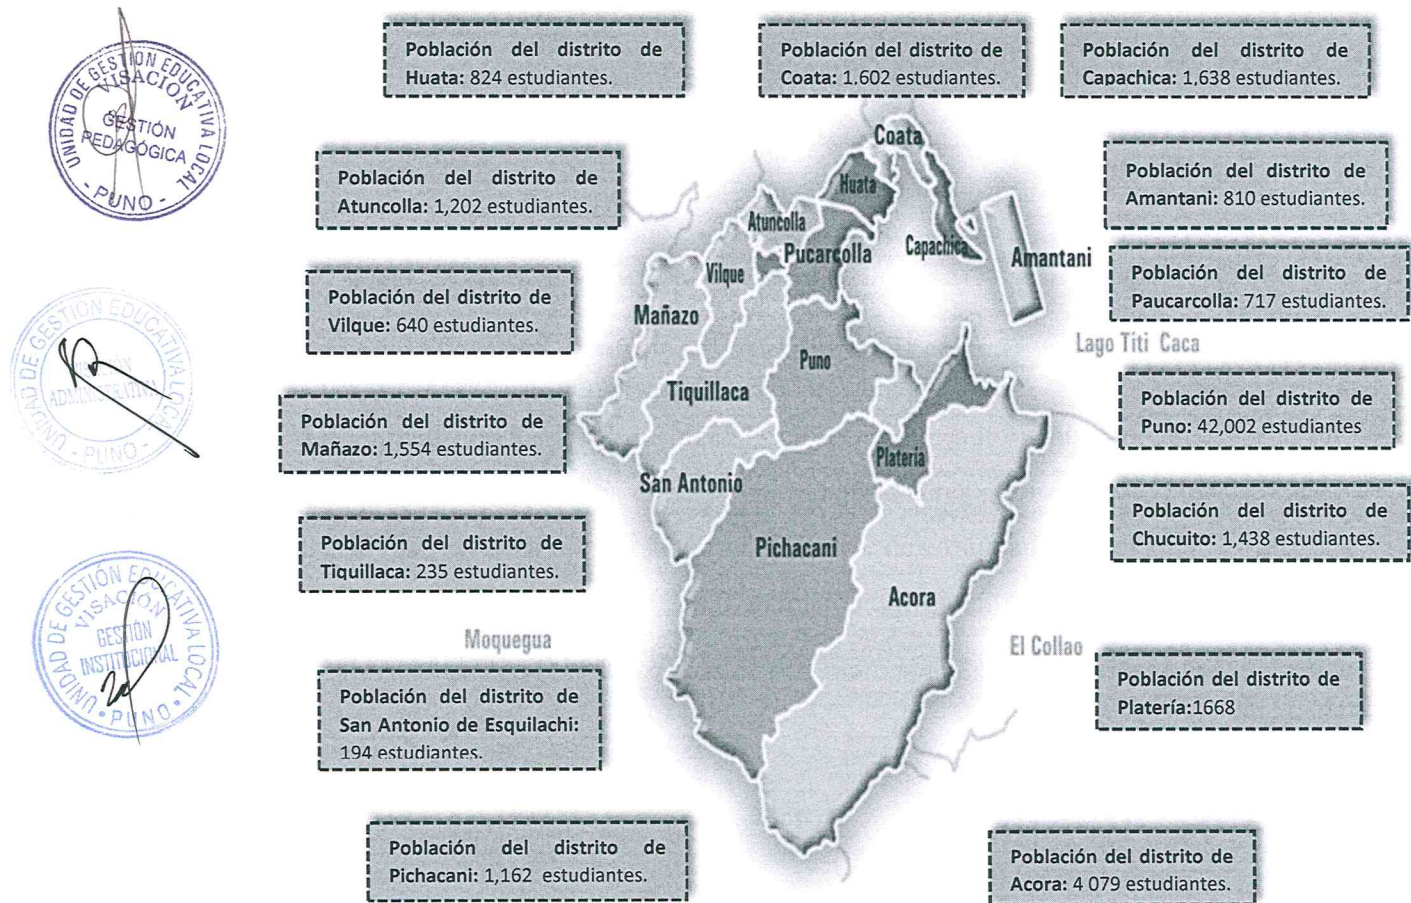 UNIDAD DE GESTIÓN EDUCATIVA LOCAL
VISACIÓN
GESTIÓN
PEDAGÓGICA
- PUNO -
UNIDAD DE GESTIÓN EDUCATIVA LOCAL
ADMINISTRATIVA
- PUNO -
UNIDAD DE GESTIÓN EDUCATIVA LOCAL
VISACIÓN
GESTIÓN
INSTITUCIONAL
• PUNO •
Población del distrito de
Huata: 824 estudiantes.
Población del distrito de
Coata: 1,602 estudiantes.
Población del distrito de
Capachica: 1,638 estudiantes.
Población del distrito de
Atuncolla: 1,202 estudiantes.
Población del distrito de
Amantani: 810 estudiantes.
Población del distrito de
Vilque: 640 estudiantes.
Población del distrito de
Paucarcolla: 717 estudiantes.
Población del distrito de
Mañazo: 1,554 estudiantes.
Población del distrito de
Puno: 42,002 estudiantes
Población del distrito de
Tiquillaca: 235 estudiantes.
Población del distrito de
Chucuito: 1,438 estudiantes.
Población del distrito de
San Antonio de Esquilachi:
194 estudiantes.
Población del distrito de
Platería:1668
Población del distrito de
Pichacani: 1,162 estudiantes.
Población del distrito de
Acora: 4 079 estudiantes.
Coata
Huata
Atuncolla
Pucarcolla
Capachica
Amantani
Vilque
Mañazo
Puno
Tiquillaca
Lago Titi Caca
Platería
San Antonio
Pichacani
Acora
Moquegua
El Collao